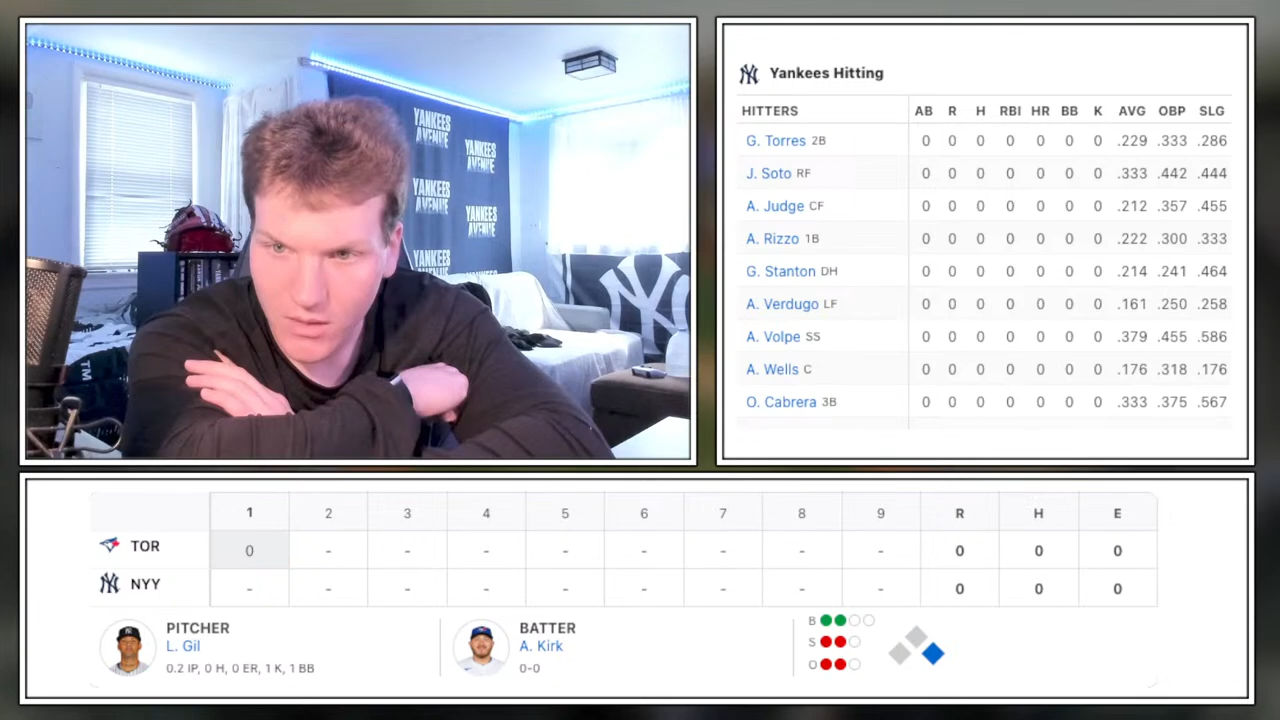 YANKEES
AVENUE
YANKEES
AVENUE
YANKEES
AVENUE
YANKEES
AVENUE
YANKEES
NY
TM
Yankees Hitting
HITTERS AB R H RBI HR BB K AVG OBP SLG
G. Torres 2B 0 0 0 0 0 0 0 .229 .333 .286
J. Soto RF 0 0 0 0 0 0 0 .333 .442 .444
A. Judge CF 0 0 0 0 0 0 0 .212 .357 .455
A. Rizzo 1B 0 0 0 0 0 0 0 .222 .300 .333
G. Stanton DH 0 0 0 0 0 0 0 .214 .241 .464
A. Verdugo LF 0 0 0 0 0 0 0 .161 .250 .258
A. Volpe SS 0 0 0 0 0 0 0 .379 .455 .586
A. Wells C 0 0 0 0 0 0 0 .176 .318 .176
O. Cabrera 3B 0 0 0 0 0 0 0 .333 .375 .567
1 2 3 4 5 6 7 8 9 R H E
TOR 0 - - - - - - - - 0 0 0
NYY - - - - - - - - - 0 0 0
PITCHER
L. Gil
0.2 IP, 0 H, 0 ER, 1 K, 1 BB
BATTER
A. Kirk
0-0
B
S
O